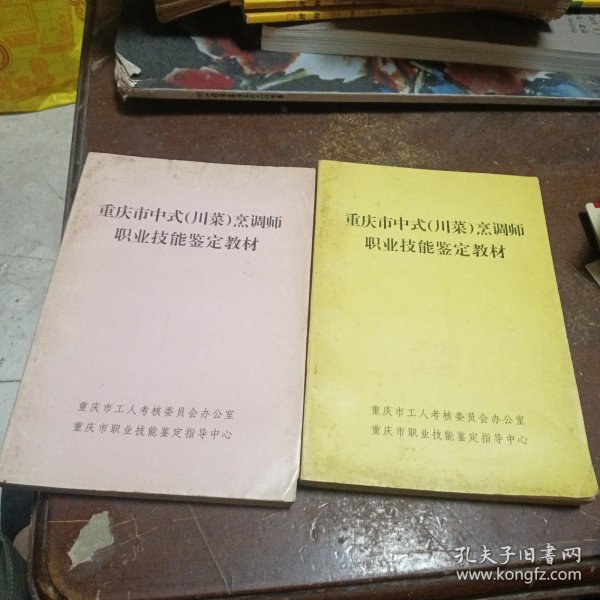 重庆市中式(川菜)烹调师
职业技能鉴定教材
重庆市工人考核委员会办公室
重庆市职业技能鉴定指导中心
重庆市中式(川菜)烹调师
职业技能鉴定教材
重庆市工人考核委员会办公室
重庆市职业技能鉴定指导中心
孔夫子旧书网
www.kongfz.com